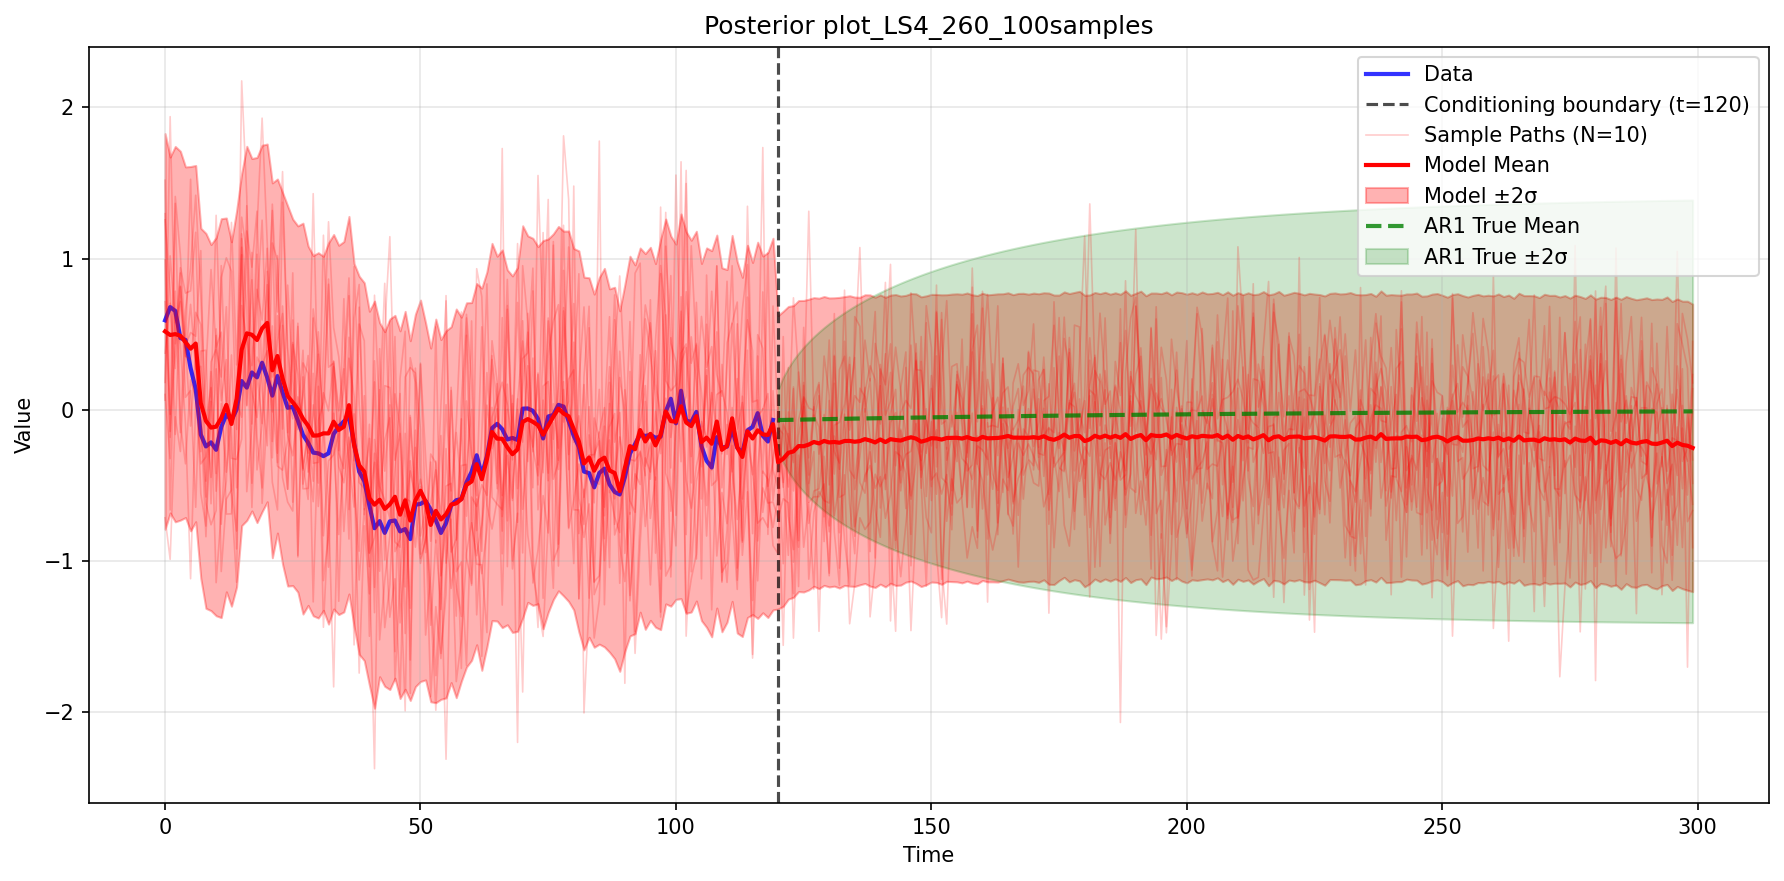 Posterior plot_LS4_260_100samples
Data
Conditioning boundary (t=120)
Sample Paths (N=10)
Model Mean
Model ±2σ
AR1 True Mean
AR1 True ±2σ
Value
2
1
0
−1
−2
0
50
100
150
200
250
300
Time